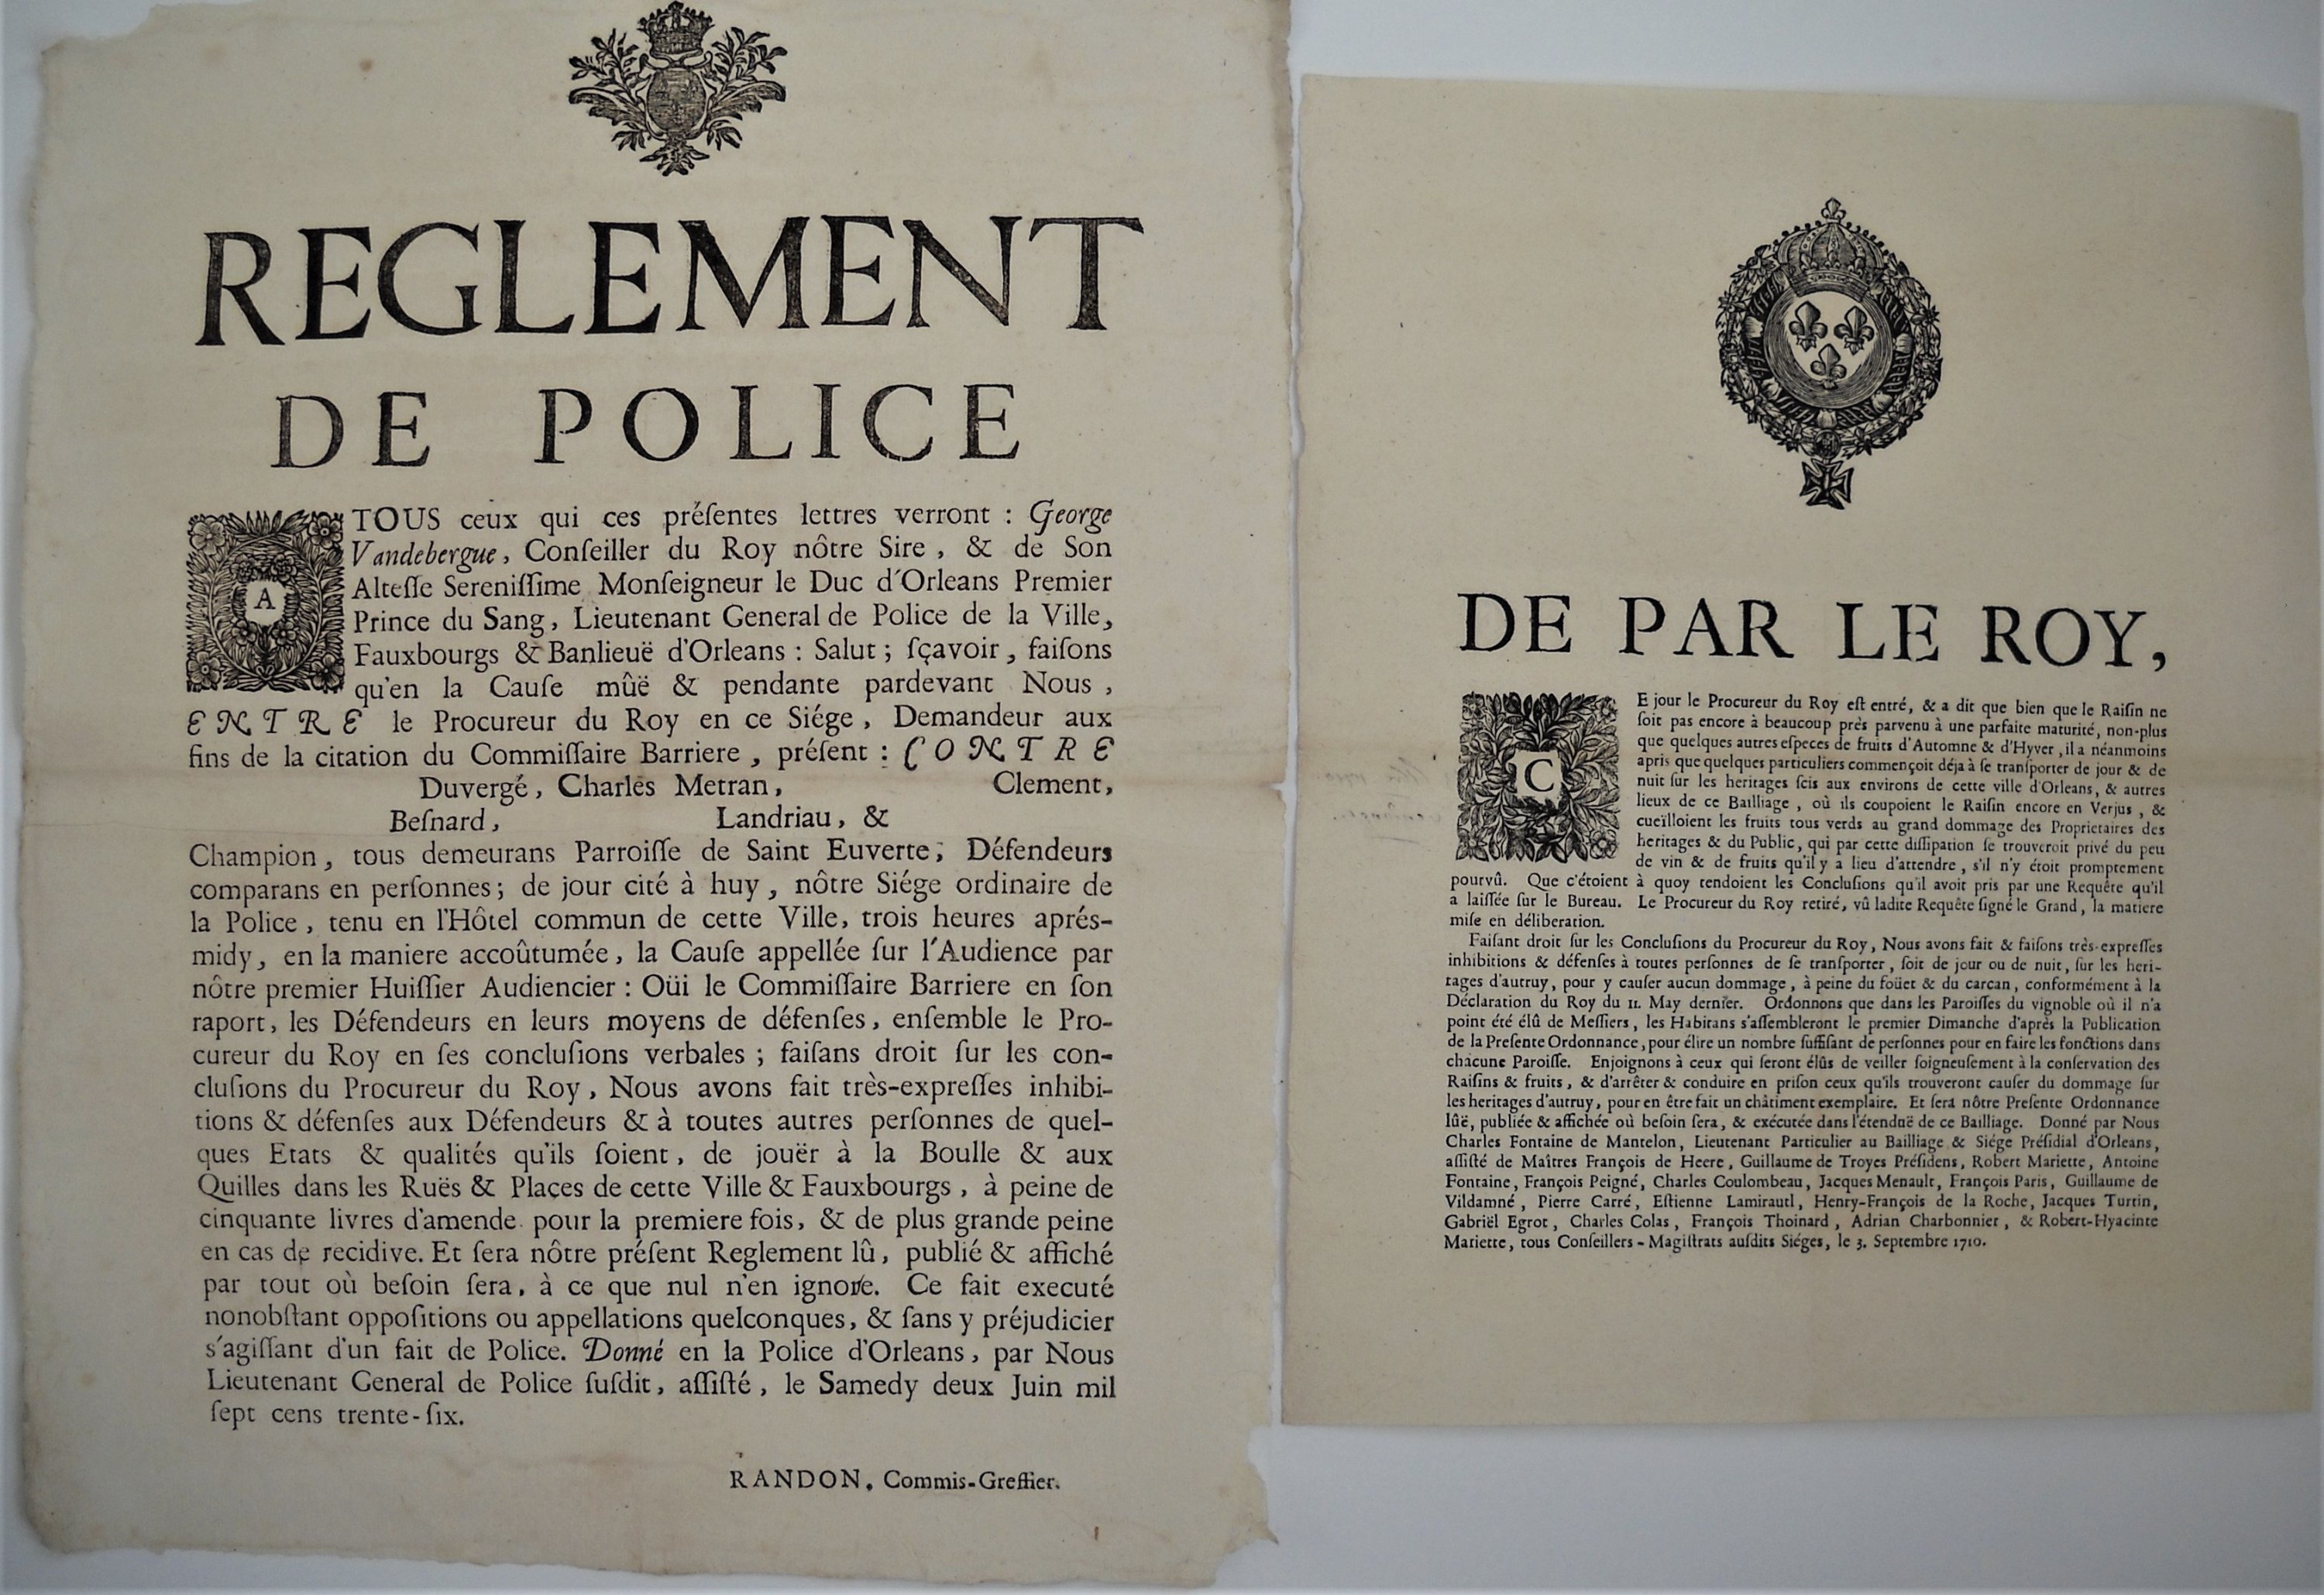 REGLEMENT
DE POLICE
A TOUS ceux qui ces préſentes lettres verront : George
Vandebergue, Conſeiller du Roy nôtre Sire, & de Son
Alteſſe Sereniſſime Monſeigneur le Duc d'Orleans Premier
Prince du Sang, Lieutenant General de Police de la Ville,
Fauxbourgs & Banlieuë d'Orleans : Salut ; ſçavoir, faiſons
qu'en la Cauſe mûë & pendante pardevant Nous,
ENTRE le Procureur du Roy en ce Siége, Demandeur aux
fins de la citation du Commiſſaire Barriere, préſent : CONTRE
Duvergé, Charles Metran, Clement,
Beſnard, Landriau, &
Champion, tous demeurans Parroiſſe de Saint Euverte, Défendeurs
comparans en perſonnes ; de jour cité à huy, nôtre Siége ordinaire de
la Police, tenu en l'Hôtel commun de cette Ville, trois heures aprés-
midy, en la maniere accoûtumée, la Cauſe appellée ſur l'Audience par
nôtre premier Huiſſier Audiencier : Oüi le Commiſſaire Barriere en ſon
raport, les Défendeurs en leurs moyens de défenſes, enſemble le Pro-
cureur du Roy en ſes concluſions verbales ; faiſans droit ſur les con-
cluſions du Procureur du Roy, Nous avons fait très-expreſſes inhibi-
tions & défenſes aux Défendeurs & à toutes autres perſonnes de quel-
ques Etats & qualités qu'ils ſoient, de jouër à la Boulle & aux
Quilles dans les Ruës & Places de cette Ville & Fauxbourgs, à peine de
cinquante livres d'amende pour la premiere fois, & de plus grande peine
en cas de recidive. Et ſera nôtre préſent Reglement lû, publié & affiché
par tout où beſoin ſera, à ce que nul n'en ignore. Ce fait executé
nonobſtant oppoſitions ou appellations quelconques, & ſans y préjudicier
s'agiſſant d'un fait de Police. Donné en la Police d'Orleans, par Nous
Lieutenant General de Police ſuſdit, aſſiſté, le Samedy deux Juin mil
ſept cens trente-ſix.
RANDON, Commis-Greffier.
DE PAR LE ROY,
CE jour le Procureur du Roy eſt entré, & a dit que bien que le Raiſin ne
ſoit pas encore à beaucoup près parvenu à une parfaite maturité, non-plus
que quelques autres eſpeces de fruits d'Automne & d'Hyver, il a néanmoins
apris que quelques particuliers commençoit déja à ſe tranſporter de jour & de
nuit ſur les heritages ſcis aux environs de cette ville d'Orleans, & autres
lieux de ce Bailliage, où ils coupoient le Raiſin encore en Verjus, &
cueïlloient les fruits tous verds au grand dommage des Proprietaires des
heritages & du Public, qui par cette diſſipation ſe trouveroit privé du peu
de vin & de fruits qu'il y a lieu d'attendre, s'il n'y étoit promptement
pourvû. Que c'étoient à quoy tendoient les Concluſions qu'il avoit pris par une Requête qu'il
a laiſſée ſur le Bureau. Le Procureur du Roy retiré, vû ladite Requête ſigné le Grand, la matiere
miſe en déliberation.
Faiſant droit ſur les Concluſions du Procureur du Roy, Nous avons fait & faiſons très-expreſſes
inhibitions & défenſes à toutes perſonnes de ſe tranſporter, ſoit de jour ou de nuit, ſur les heri-
tages d'autruy, pour y cauſer aucun dommage, à peine du foüet & du carcan, conformément à la
Déclaration du Roy du 11. May dernier. Ordonnons que dans les Paroiſſes du vignoble où il n'a
point été élû de Meſſiers, les Habitans s'aſſembleront le premier Dimanche d'après la Publication
de la Preſente Ordonnance, pour élire un nombre ſuffiſant de perſonnes pour en faire les fonctions dans
chacune Paroiſſe. Enjoignons à ceux qui ſeront élûs de veiller ſoigneuſement à la conſervation des
Raiſins & fruits, & d'arrêter & conduire en priſon ceux qu'ils trouveront cauſer du dommage ſur
les heritages d'autruy, pour en être fait un châtiment exemplaire. Et ſera nôtre Preſente Ordonnance
lûë, publiée & affichée où beſoin ſera, & exécutée dans l'étenduë de ce Bailliage. Donné par Nous
Charles Fontaine de Mantelon, Lieutenant Particulier au Bailliage & Siége Préſidial d'Orleans,
aſſiſté de Maîtres François de Heere, Guillaume de Troyes Préſidens, Robert Mariette, Antoine
Fontaine, François Peigné, Charles Coulombeau, Jacques Menault, François Paris, Guillaume de
Vildamné, Pierre Carré, Eſtienne Lamirautl, Henry-François de la Roche, Jacques Turtin,
Gabriël Egrot, Charles Colas, François Thoinard, Adrian Charbonnier, & Robert-Hyacinte
Mariette, tous Conſeillers-Magiſtrats auſdits Siéges, le 3. Septembre 1710.